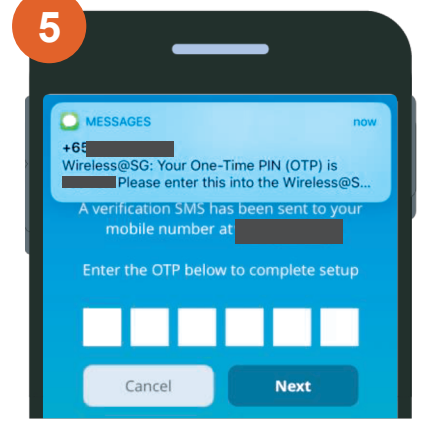 5
MESSAGES now
+65
Wireless@SG: Your One-Time PIN (OTP) is
Please enter this into the Wireless@S...
A verification SMS has been sent to your
mobile number at
Enter the OTP below to complete setup
Cancel Next